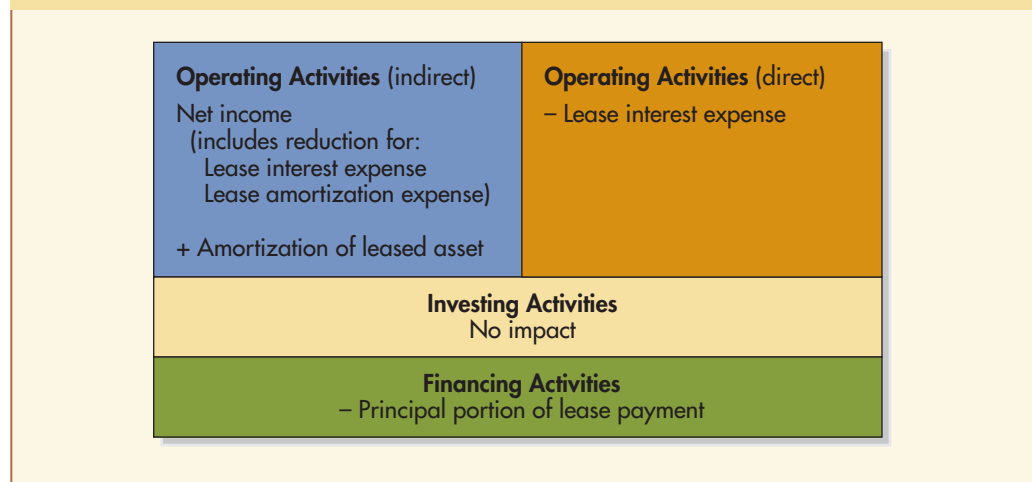 Operating Activities (indirect)
Net income
(includes reduction for:
Lease interest expense
Lease amortization expense)
+ Amortization of leased asset
Operating Activities (direct)
– Lease interest expense
Investing Activities
No impact
Financing Activities
– Principal portion of lease payment